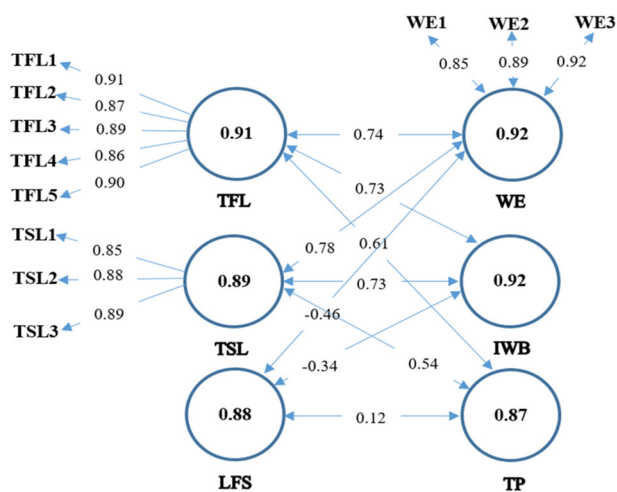 WE1 WE2 WE3
TFL1
0.91
0.85 0.89 0.92
TFL2
0.87
TFL3
0.89
TFL4
0.86
TFL5
0.90
0.91
0.74
0.92
TFL
0.73
WE
TSL1
0.85
TSL2
0.88
TSL3
0.89
0.78
0.61
0.89
0.73
0.92
-0.46
TSL
IWB
-0.34
0.54
0.88
0.12
0.87
LFS
TP